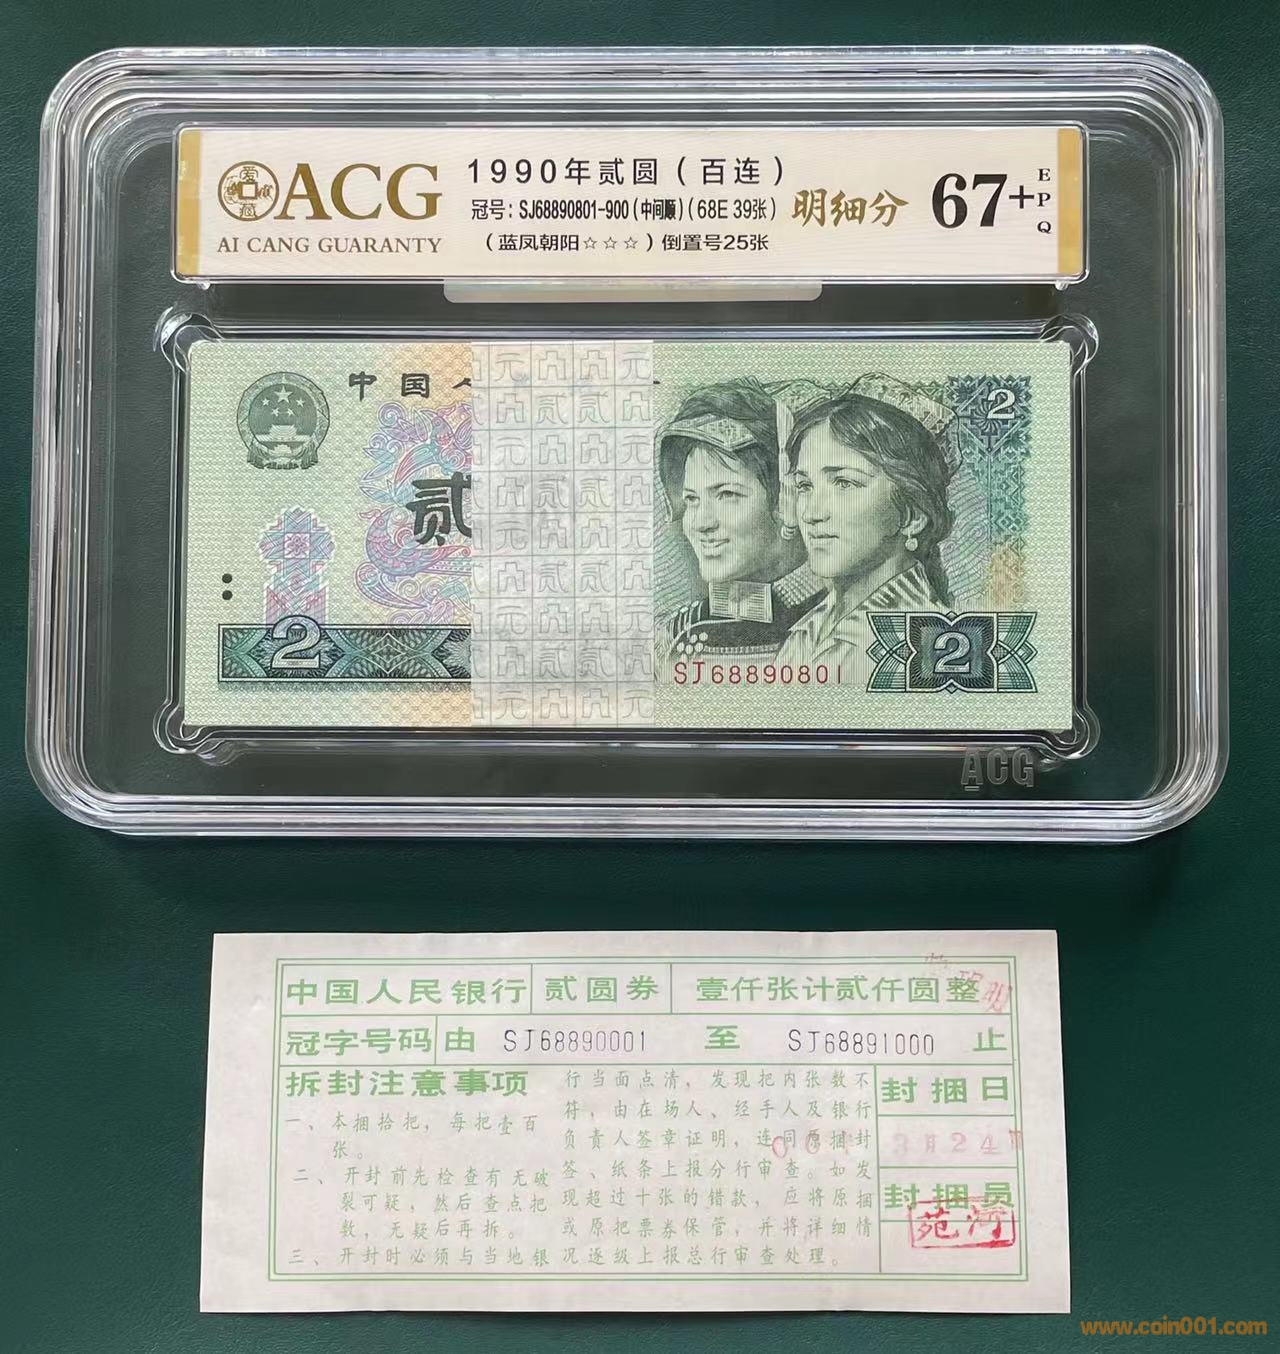 ACG
AI CANG GUARANTY
1990年贰圆(百连)
冠号:SJ68890801-900(中间顺)(68E 39张)
(蓝凤朝阳☆☆☆)倒置号25张
明细分
67+
EPQ
中国人
贰
2
2
2
SJ68890801
ACG
中国人民银行 贰圆券 壹仟张计贰仟圆整
冠字号码 由 SJ68890001 至 SJ68891000 止
拆封注意事项
一、本捆拾把,每把壹百
张。
二、开封前先检查有无破
裂可疑,然后查点把
数,无疑后再拆。
三、开封时必须与当地银
行当面点清,发现把内张数不
符,由在场人、经手人及银行
负责人签章证明,连同原捆封
签、纸条上报分行审查。如发
现超过十张的错款,应将原捆
或原把票券保管,并将详细情
况逐级上报总行审查处理。
封捆日
3月24
封捆员
www.coin001.com